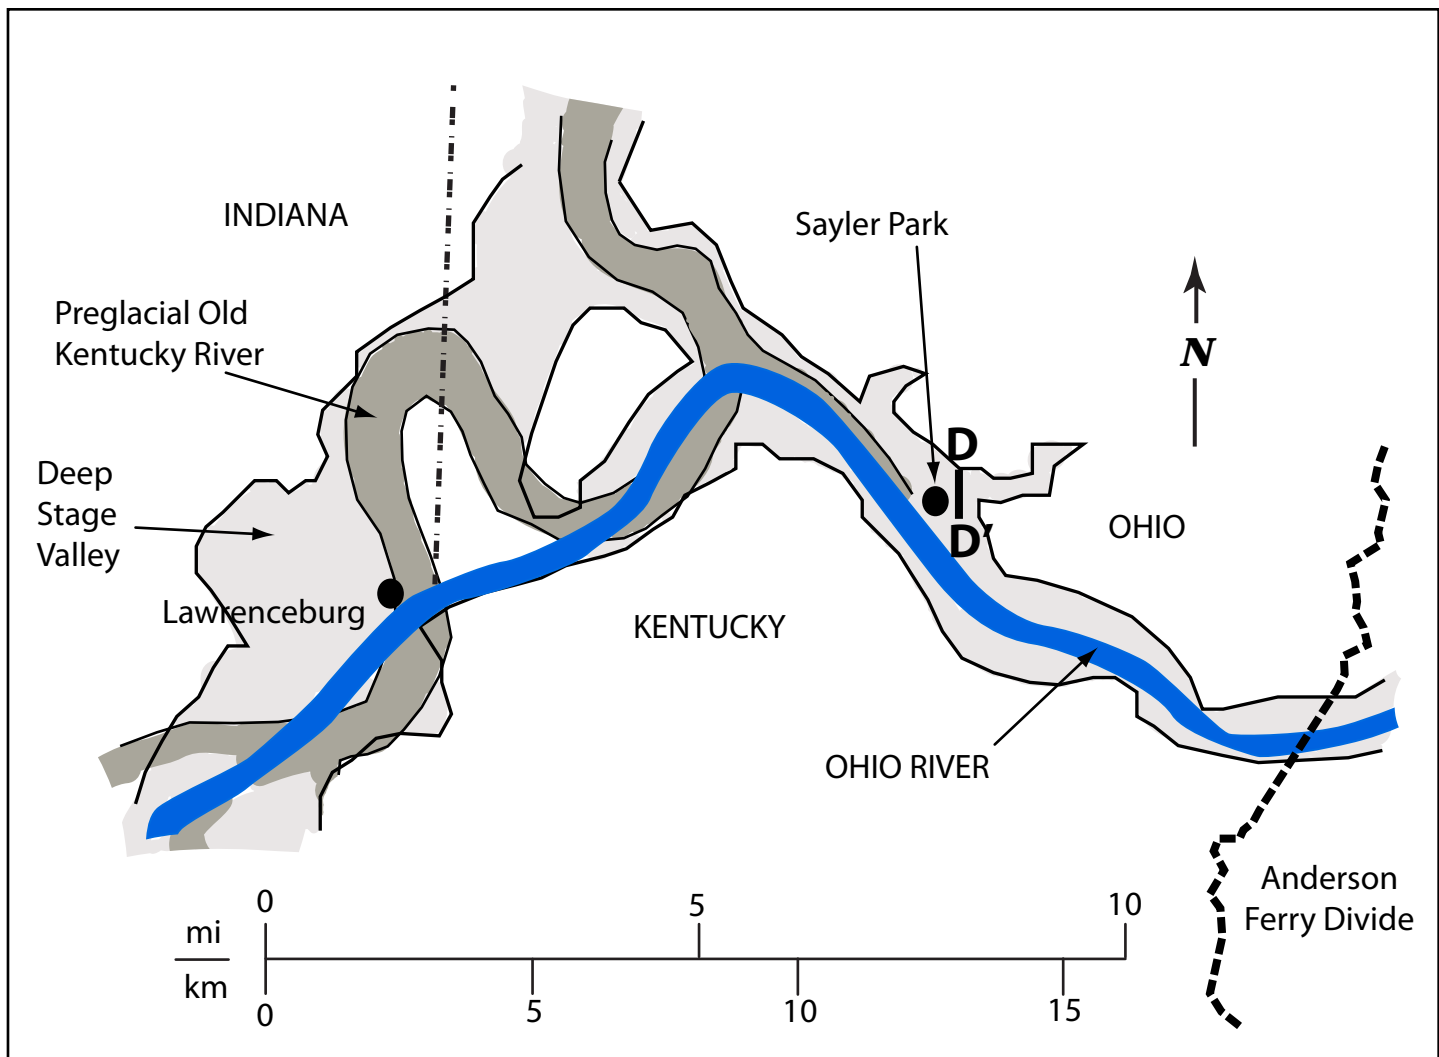 INDIANA
Sayler Park
Preglacial Old
Kentucky River
N
D
Deep
Stage
Valley
OHIO
D'
Lawrenceburg
KENTUCKY
OHIO RIVER
Anderson
Ferry Divide
0 5 10
mi
km
0 5 10 15